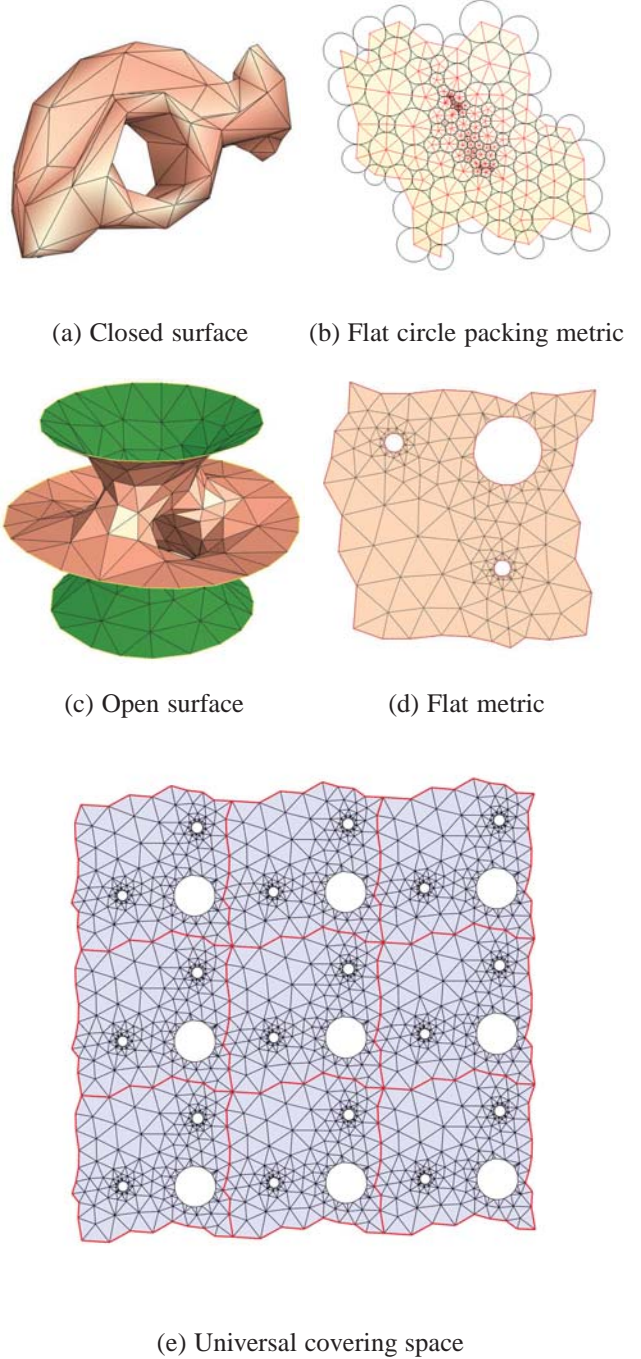 (a) Closed surface
(b) Flat circle packing metric
(c) Open surface
(d) Flat metric
(e) Universal covering space